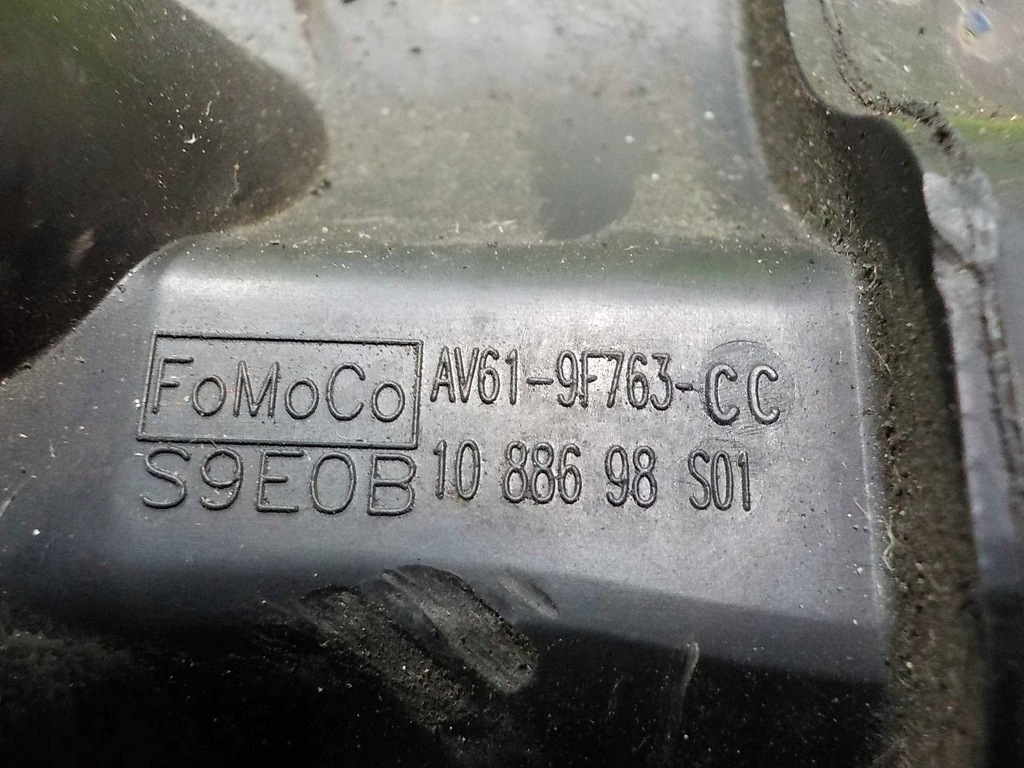 FoMoCo AV61-9F763-CC
S9E0B 10 886 98 S01